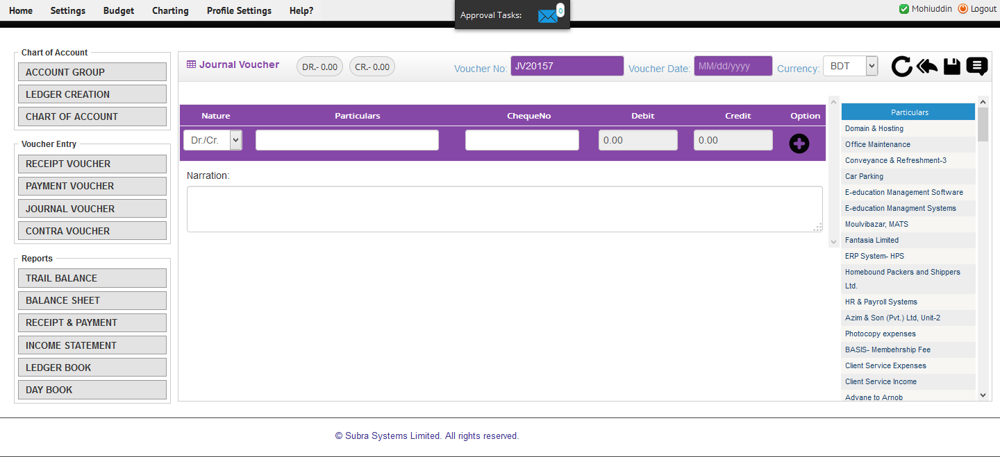 Home Settings Budget Charting Profile Settings Help?
Approval Tasks: 0
Mohiuddin Logout
Chart of Account
ACCOUNT GROUP
LEDGER CREATION
CHART OF ACCOUNT
Voucher Entry
RECEIPT VOUCHER
PAYMENT VOUCHER
JOURNAL VOUCHER
CONTRA VOUCHER
Reports
TRAIL BALANCE
BALANCE SHEET
RECEIPT & PAYMENT
INCOME STATEMENT
LEDGER BOOK
DAY BOOK
Journal Voucher DR.- 0.00 CR.- 0.00 Voucher No: JV20157 Voucher Date: MM/dd/yyyy Currency: BDT
Nature Particulars ChequeNo Debit Credit Option
Dr./Cr. 0.00 0.00
Narration:
Particulars
Domain & Hosting
Office Maintenance
Conveyance & Refreshment-3
Car Parking
E-education Management Software
E-education Managment Systems
Moulvibazar, MATS
Fantasia Limited
ERP System- HPS
Homebound Packers and Shippers
Ltd.
HR & Payroll Systems
Azim & Son (Pvt.) Ltd, Unit-2
Photocopy expenses
BASIS- Membehrship Fee
Client Service Expenses
Client Service Income
Advane to Arnob
© Subra Systems Limited. All rights reserved.